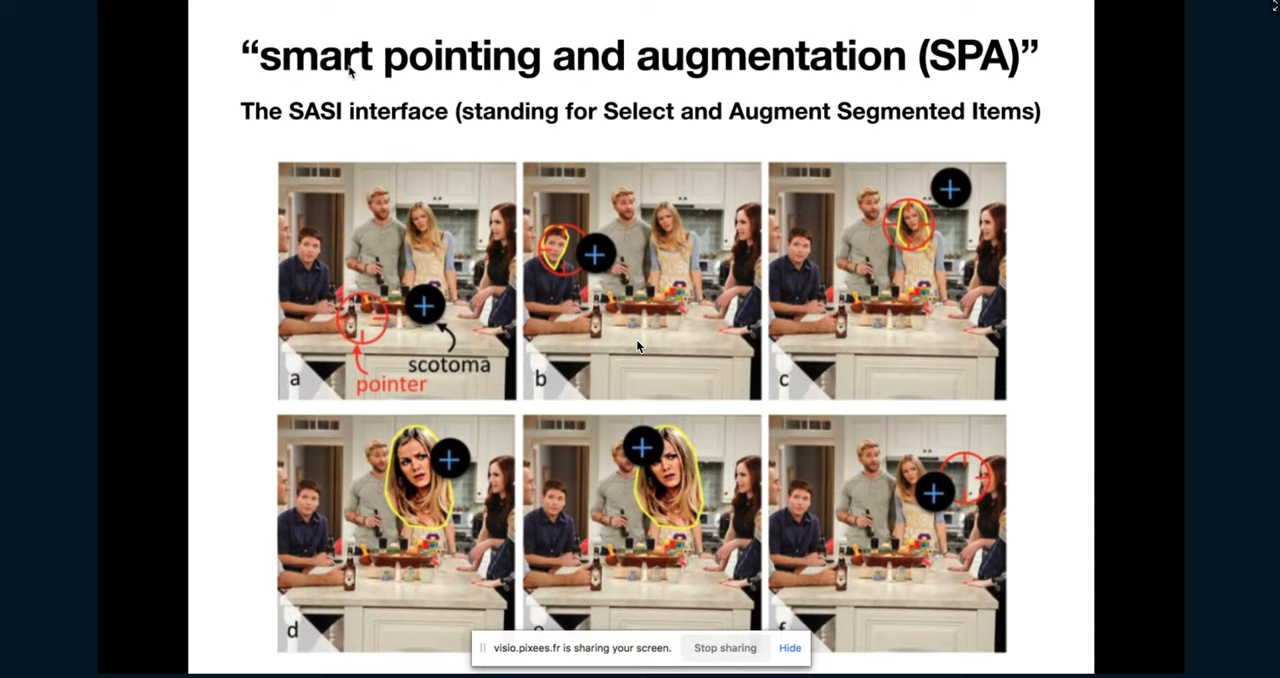 “smart pointing and augmentation (SPA)”
The SASI interface (standing for Select and Augment Segmented Items)
scotoma
pointer
a
b
c
d
e
f
visio.pixees.fr is sharing your screen. Stop sharing Hide